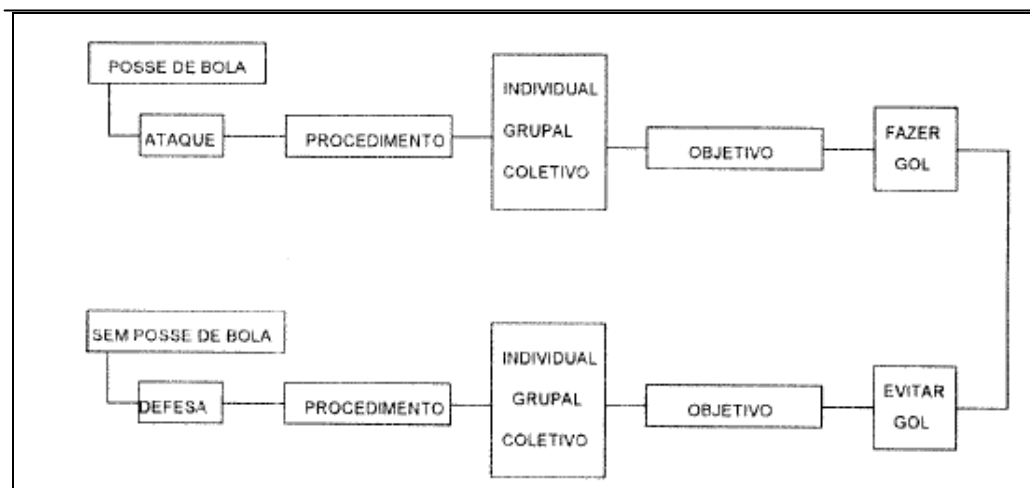 POSSE DE BOLA
ATAQUE
PROCEDIMENTO
INDIVIDUAL
GRUPAL
COLETIVO
OBJETIVO
FAZER
GOL
SEM POSSE DE BOLA
DEFESA
PROCEDIMENTO
INDIVIDUAL
GRUPAL
COLETIVO
OBJETIVO
EVITAR
GOL